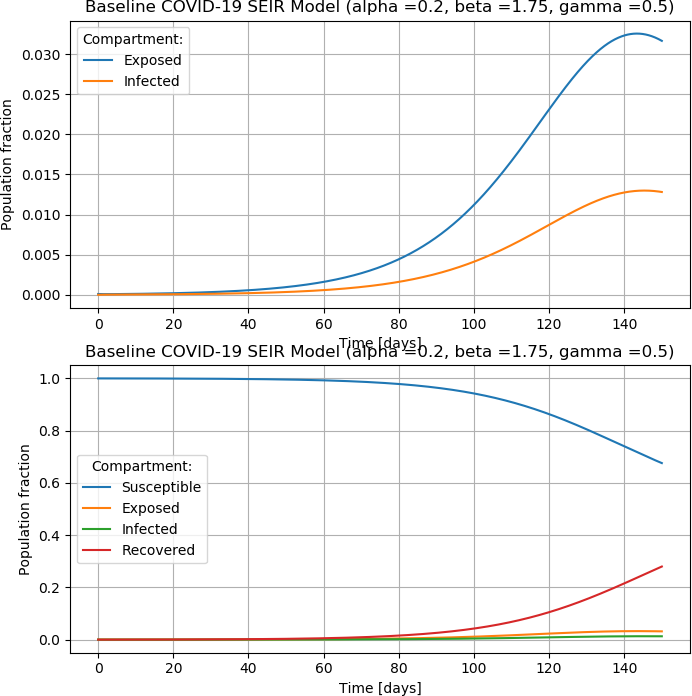 Baseline COVID-19 SEIR Model (alpha =0.2, beta =1.75, gamma =0.5)
Compartment:
Exposed
Infected
Population fraction
0.030
0.025
0.020
0.015
0.010
0.005
0.000
0 20 40 60 80 100 120 140
Time [days]
Baseline COVID-19 SEIR Model (alpha =0.2, beta =1.75, gamma =0.5)
Compartment:
Susceptible
Exposed
Infected
Recovered
Population fraction
1.0
0.8
0.6
0.4
0.2
0.0
0 20 40 60 80 100 120 140
Time [days]